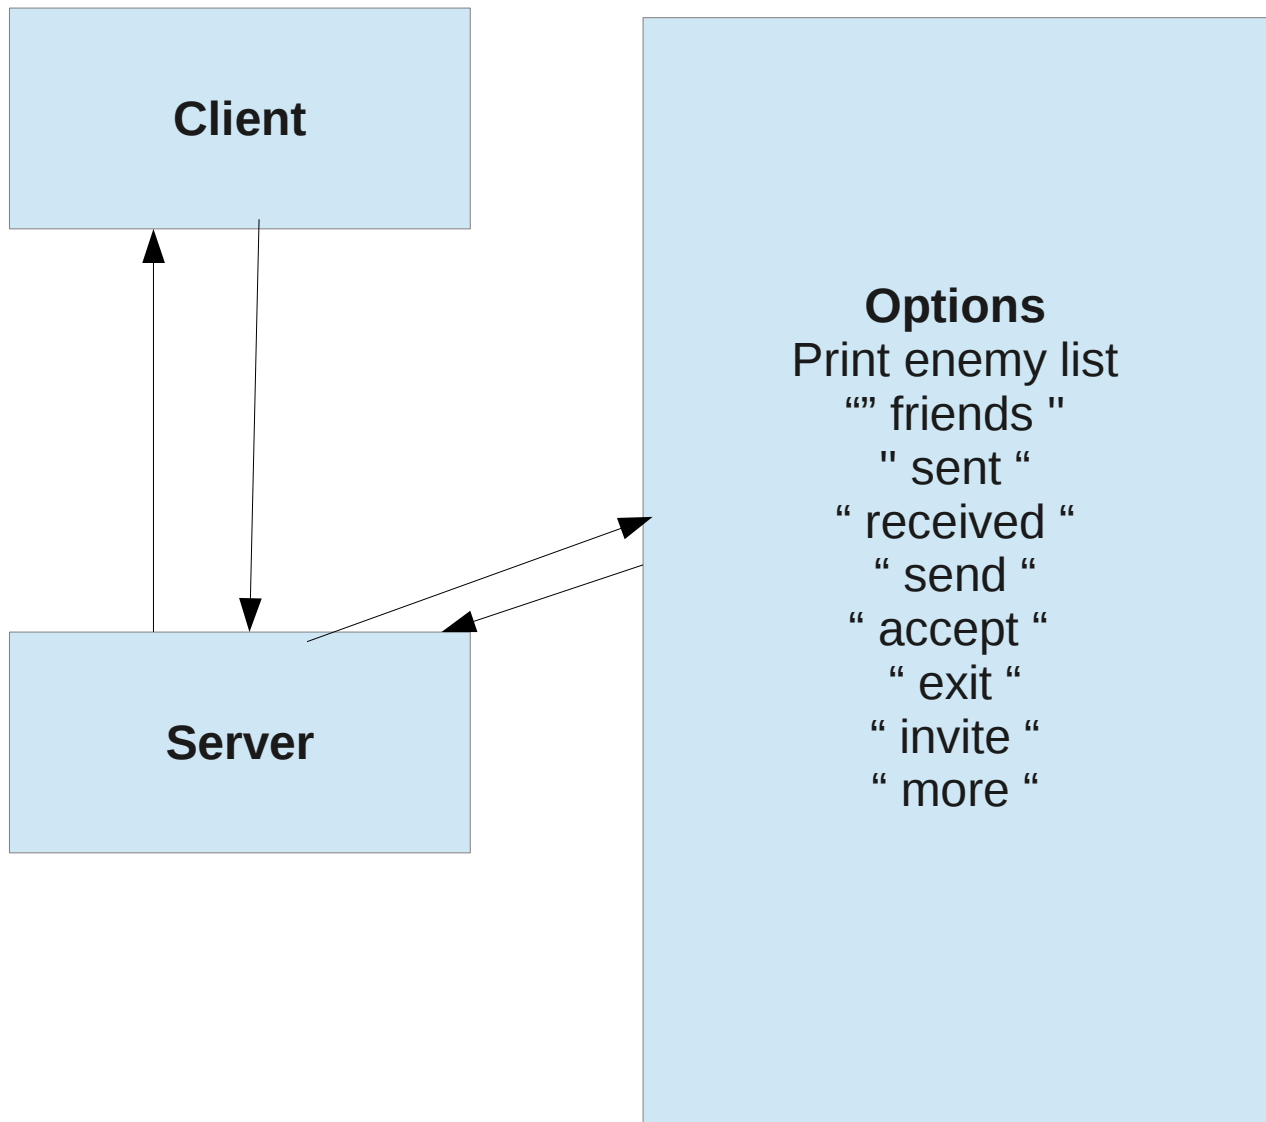 Client
Options
Print enemy list
“” friends "
" sent “
“ received “
“ send “
“ accept “
“ exit “
“ invite “
“ more “
Server